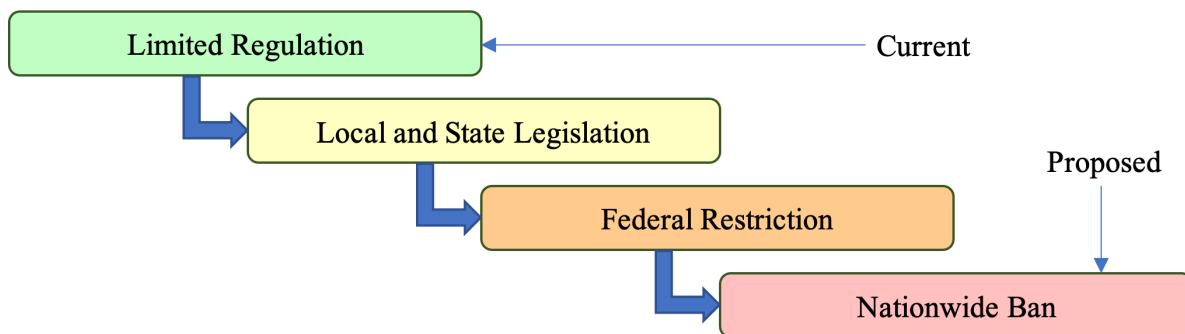 Limited Regulation
Current
Local and State Legislation
Proposed
Federal Restriction
Nationwide Ban